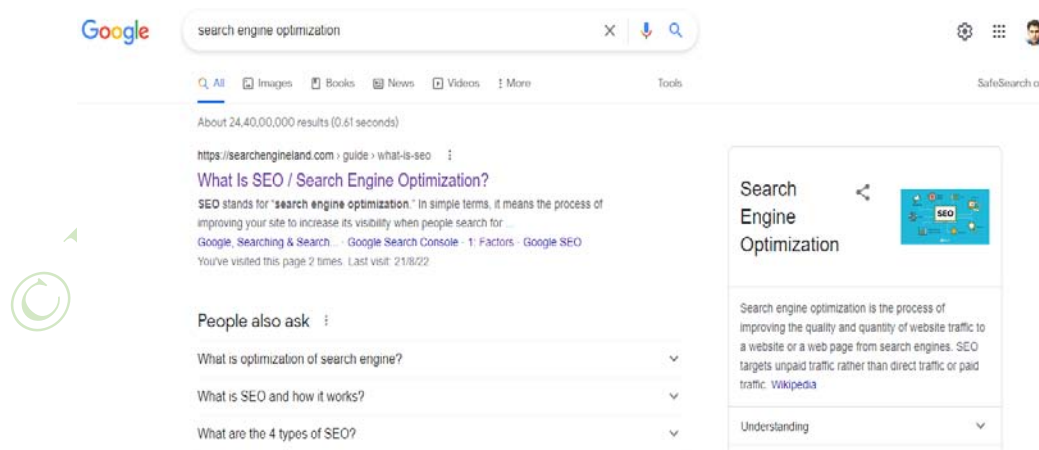 Google
search engine optimization
All Images Books News Videos More Tools SafeSearch o
About 24,40,00,000 results (0.61 seconds)
https://searchengineland.com › guide › what-is-seo
What Is SEO / Search Engine Optimization?
SEO stands for "search engine optimization." In simple terms, it means the process of
improving your site to increase its visibility when people search for ...
Google, Searching & Search... · Google Search Console · 1: Factors · Google SEO
You've visited this page 2 times. Last visit: 21/8/22
People also ask
What is optimization of search engine?
What is SEO and how it works?
What are the 4 types of SEO?
Search
Engine
Optimization
SEO
Search engine optimization is the process of
improving the quality and quantity of website traffic to
a website or a web page from search engines. SEO
targets unpaid traffic rather than direct traffic or paid
traffic. Wikipedia
Understanding